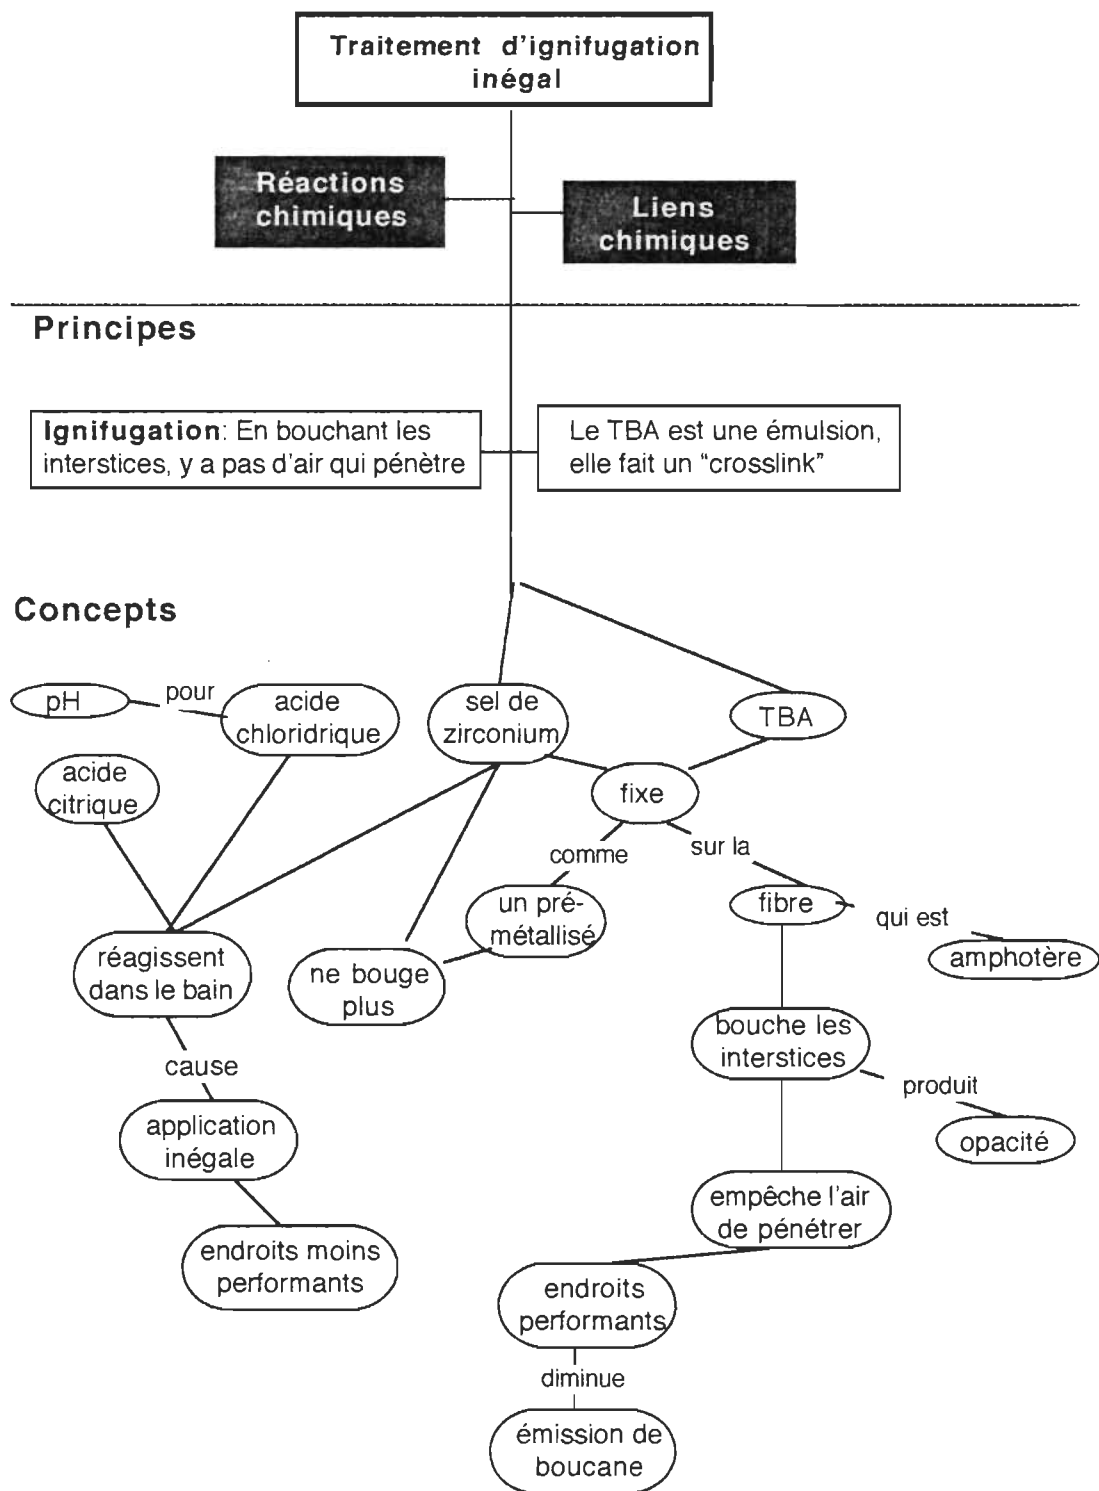 Traitement d'ignifugation
inégal
Réactions
chimiques
Liens
chimiques
Principes
Ignifugation: En bouchant les
interstices, y a pas d'air qui pénètre
Le TBA est une émulsion,
elle fait un "crosslink"
Concepts
pH
pour
acide
chloridrique
sel de
zirconium
TBA
acide
citrique
fixe
comme
sur la
un pré-
métallisé
fibre
qui est
amphotère
réagissent
dans le bain
ne bouge
plus
bouche les
interstices
cause
produit
application
inégale
opacité
empêche l'air
de pénétrer
endroits moins
performants
endroits
performants
diminue
émission de
boucane